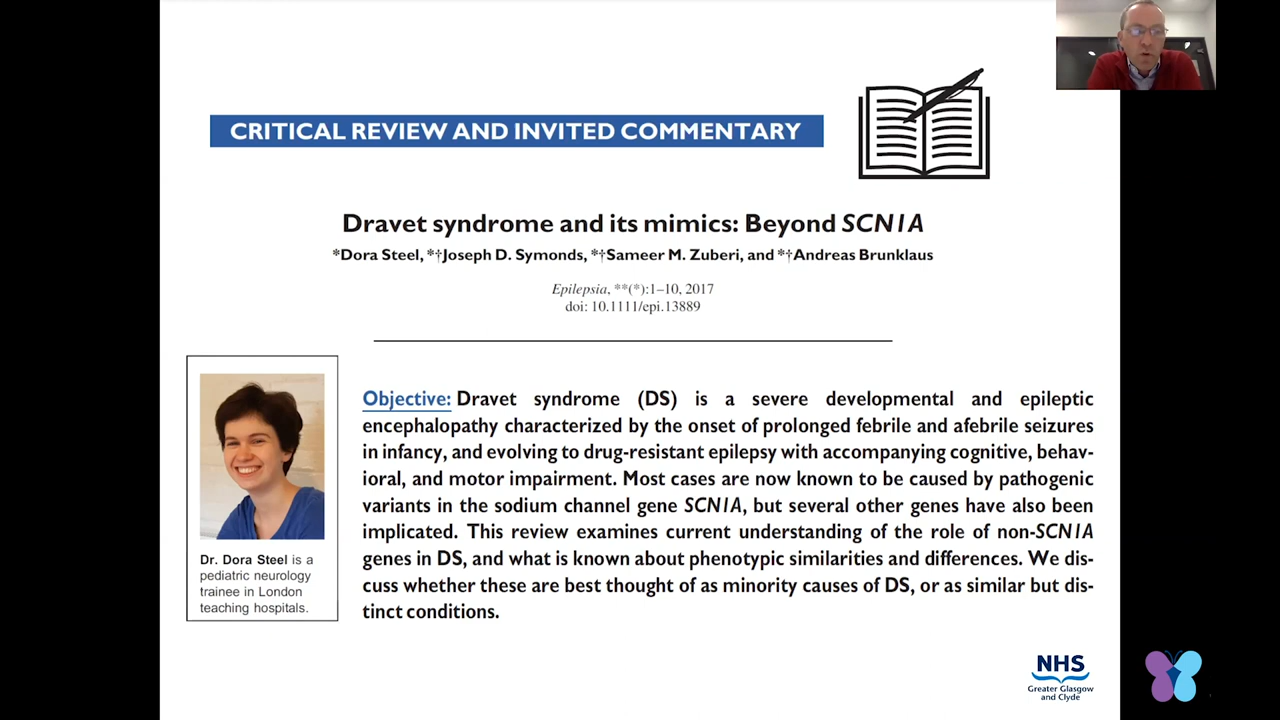 CRITICAL REVIEW AND INVITED COMMENTARY
Dravet syndrome and its mimics: Beyond SCN1A
*Dora Steel, *†Joseph D. Symonds, *†Sameer M. Zuberi, and *†Andreas Brunklaus
Epilepsia, **(*):1–10, 2017
doi: 10.1111/epi.13889
Objective: Dravet syndrome (DS) is a severe developmental and epileptic
encephalopathy characterized by the onset of prolonged febrile and afebrile seizures
in infancy, and evolving to drug-resistant epilepsy with accompanying cognitive, behav-
ioral, and motor impairment. Most cases are now known to be caused by pathogenic
variants in the sodium channel gene SCN1A, but several other genes have also been
implicated. This review examines current understanding of the role of non-SCN1A
genes in DS, and what is known about phenotypic similarities and differences. We dis-
cuss whether these are best thought of as minority causes of DS, or as similar but dis-
tinct conditions.
Dr. Dora Steel is a
pediatric neurology
trainee in London
teaching hospitals.
NHS
Greater Glasgow
and Clyde